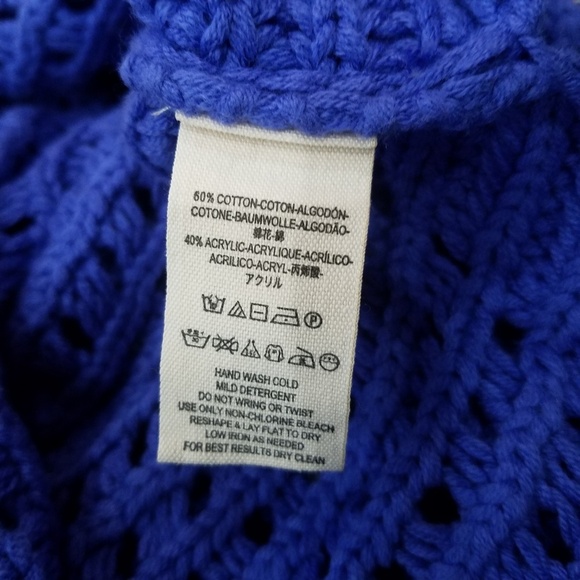 60% COTTON-COTON-ALGODÓN-
COTONE-BAUMWOLLE-ALGODÃO-
棉花-綿
40% ACRYLIC-ACRYLIQUE-ACRÍLICO-
ACRILICO-ACRYL-丙烯酸-
アクリル
HAND WASH COLD
MILD DETERGENT
DO NOT WRING OR TWIST
USE ONLY NON-CHLORINE BLEACH
RESHAPE & LAY FLAT TO DRY
LOW IRON AS NEEDED
FOR BEST RESULTS DRY CLEAN